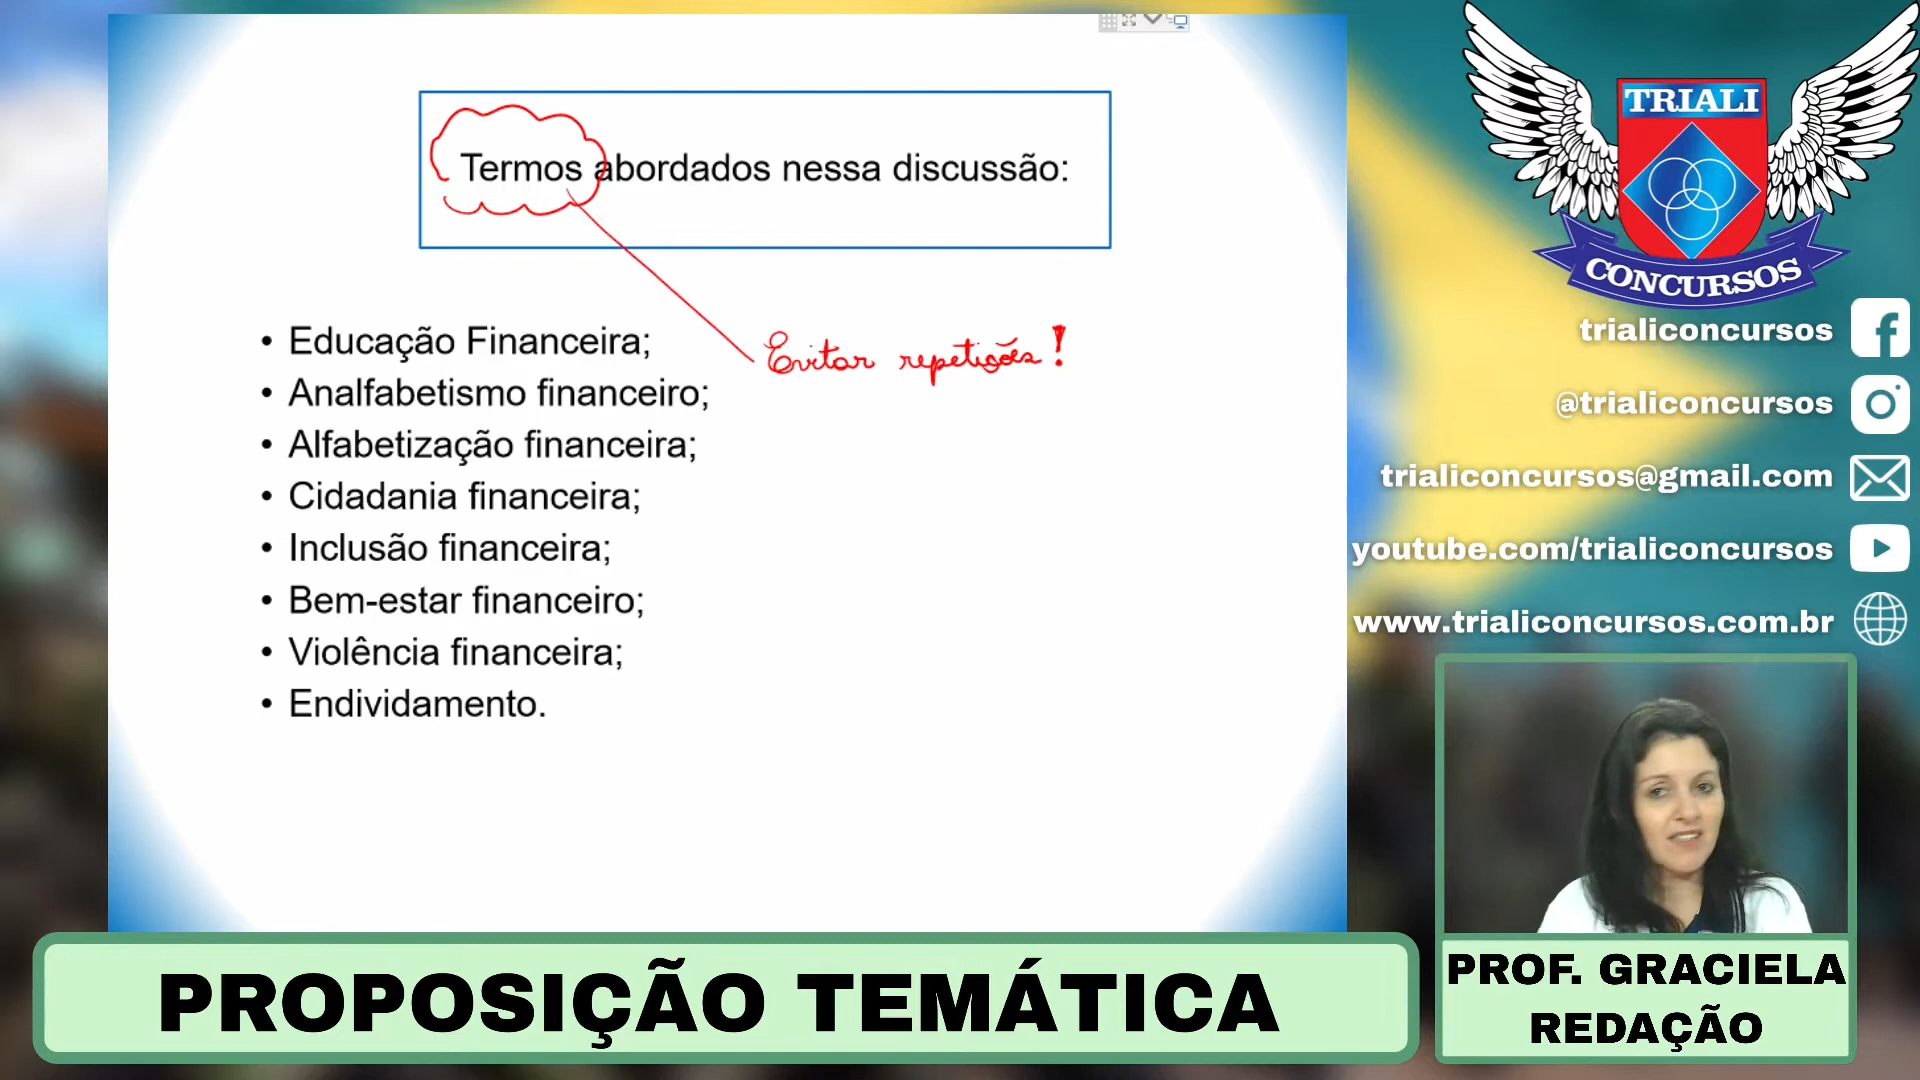 Termos abordados nessa discussão:
Evitar repetições!
• Educação Financeira;
• Analfabetismo financeiro;
• Alfabetização financeira;
• Cidadania financeira;
• Inclusão financeira;
• Bem-estar financeiro;
• Violência financeira;
• Endividamento.
TRIALI
CONCURSOS
trialiconcursos
@trialiconcursos
trialiconcursos@gmail.com
youtube.com/trialiconcursos
www.trialiconcursos.com.br
PROPOSIÇÃO TEMÁTICA
PROF. GRACIELA
REDAÇÃO